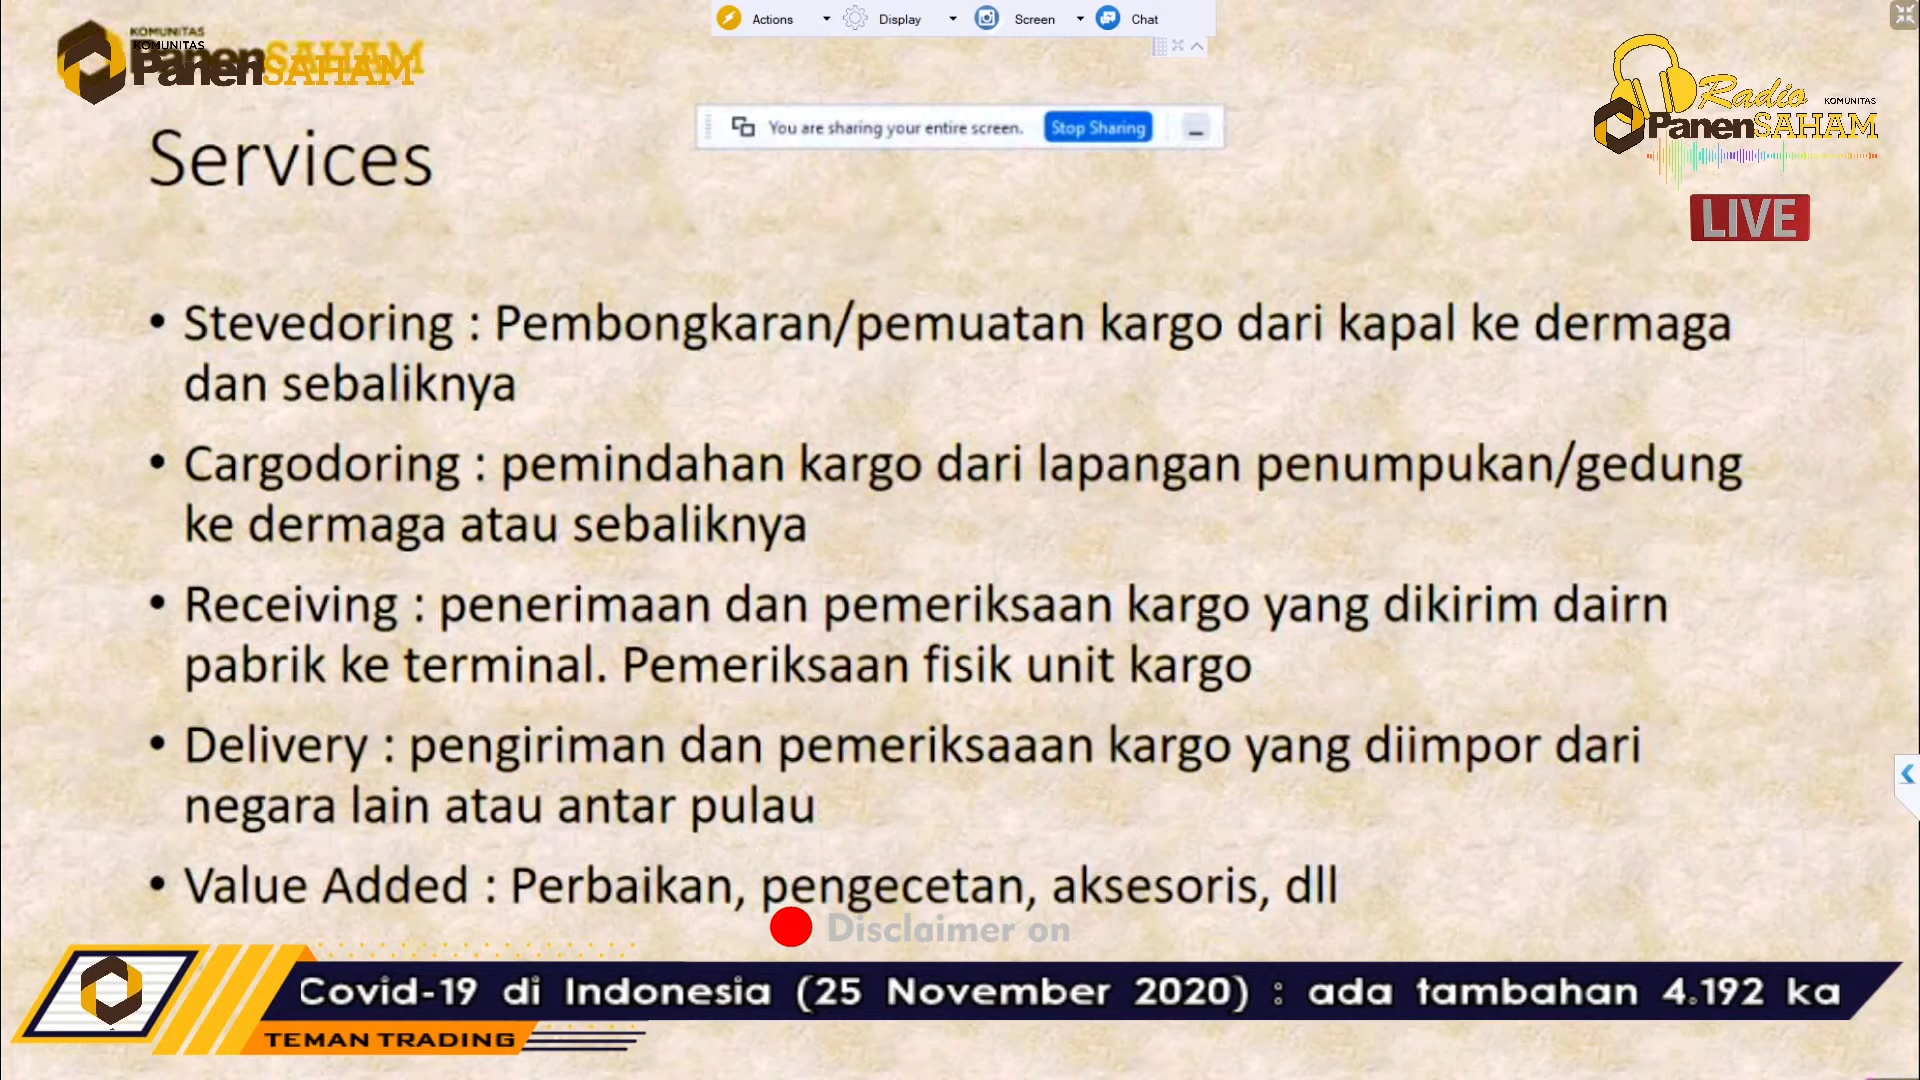 Actions Display Screen Chat
KOMUNITAS
KOMUNITAS
PanenSAHAM
PanenSAHAM
You are sharing your entire screen. Stop Sharing
Radio
KOMUNITAS
PanenSAHAM
LIVE
Services
• Stevedoring : Pembongkaran/pemuatan kargo dari kapal ke dermaga
dan sebaliknya
• Cargodoring : pemindahan kargo dari lapangan penumpukan/gedung
ke dermaga atau sebaliknya
• Receiving : penerimaan dan pemeriksaan kargo yang dikirim dairn
pabrik ke terminal. Pemeriksaan fisik unit kargo
• Delivery : pengiriman dan pemeriksaaan kargo yang diimpor dari
negara lain atau antar pulau
• Value Added : Perbaikan, pengecetan, aksesoris, dll
Disclaimer on
Covid-19 di Indonesia (25 November 2020) : ada tambahan 4.192 ka
TEMAN TRADING